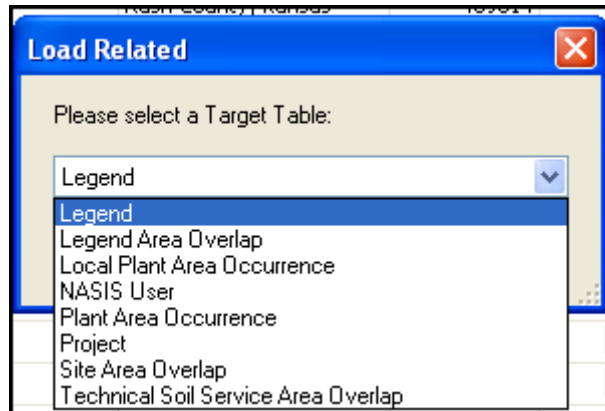 Load Related
Please select a Target Table:
Legend
Legend
Legend Area Overlap
Local Plant Area Occurrence
NASIS User
Plant Area Occurrence
Project
Site Area Overlap
Technical Soil Service Area Overlap